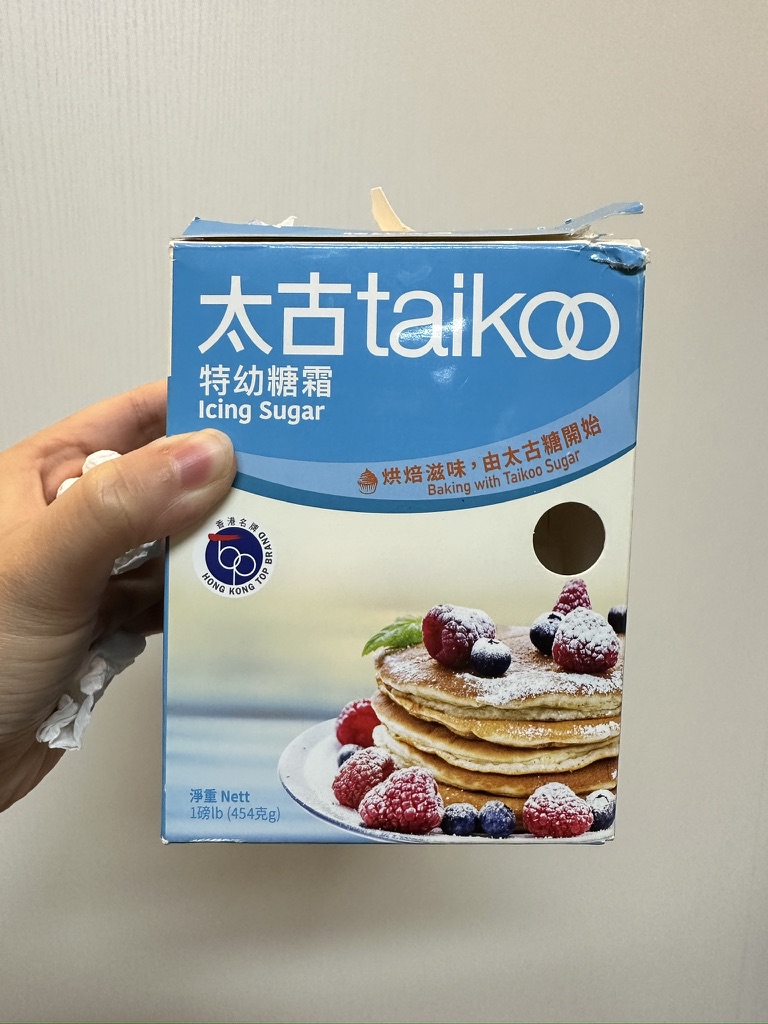 太古taikoo
特幼糖霜
Icing Sugar
烘焙滋味，由太古糖開始
Baking with Taikoo Sugar
香港名牌
HONG KONG TOP BRAND
淨重 Nett
1磅lb (454克g)